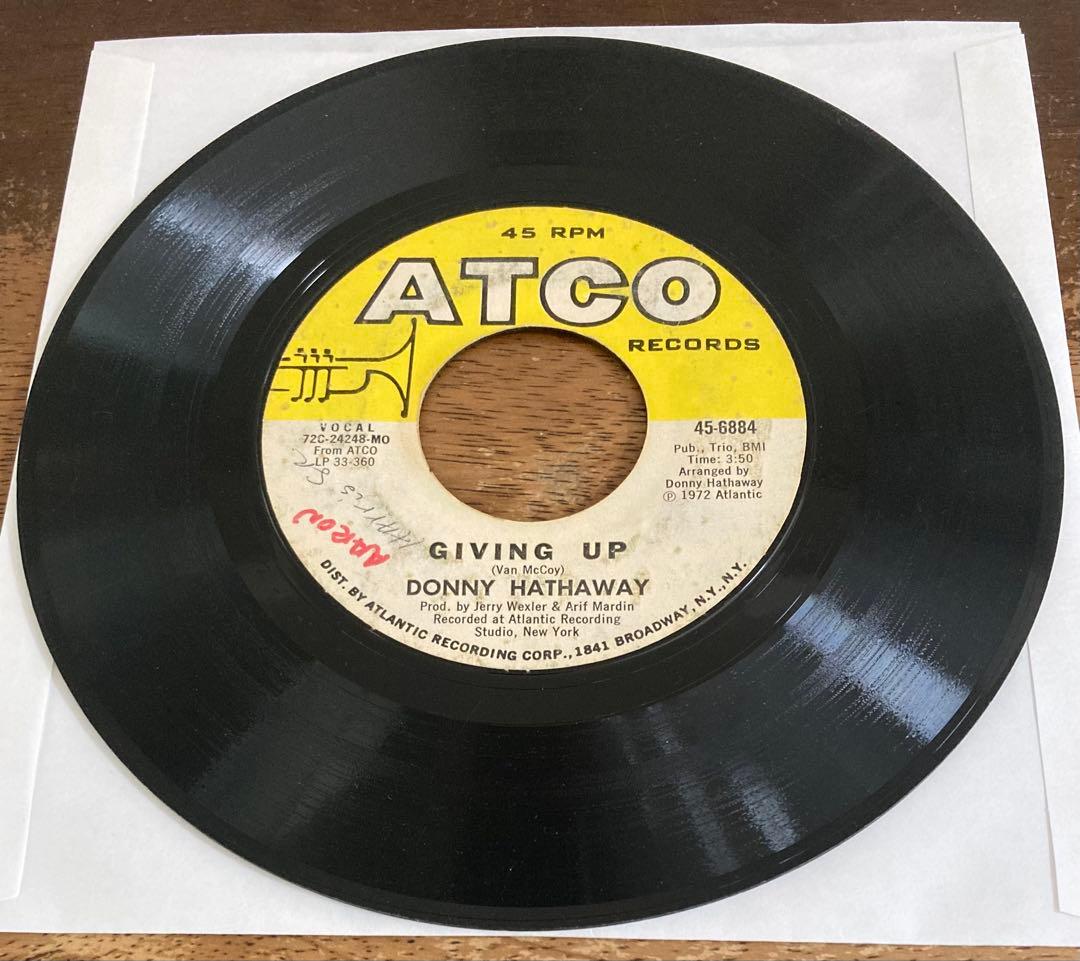 45 RPM
ATCO
RECORDS
VOCAL
72C-24248-MO
From ATCO
LP 33-360
45-6884
Pub., Trio, BMI
Time: 3:50
Arranged by
Donny Hathaway
℗ 1972 Atlantic
AARON
GIVING UP
(Van McCoy)
DONNY HATHAWAY
Prod. by Jerry Wexler & Arif Mardin
Recorded at Atlantic Recording
Studio, New York
DIST. BY ATLANTIC RECORDING CORP., 1841 BROADWAY, N.Y., N.Y.